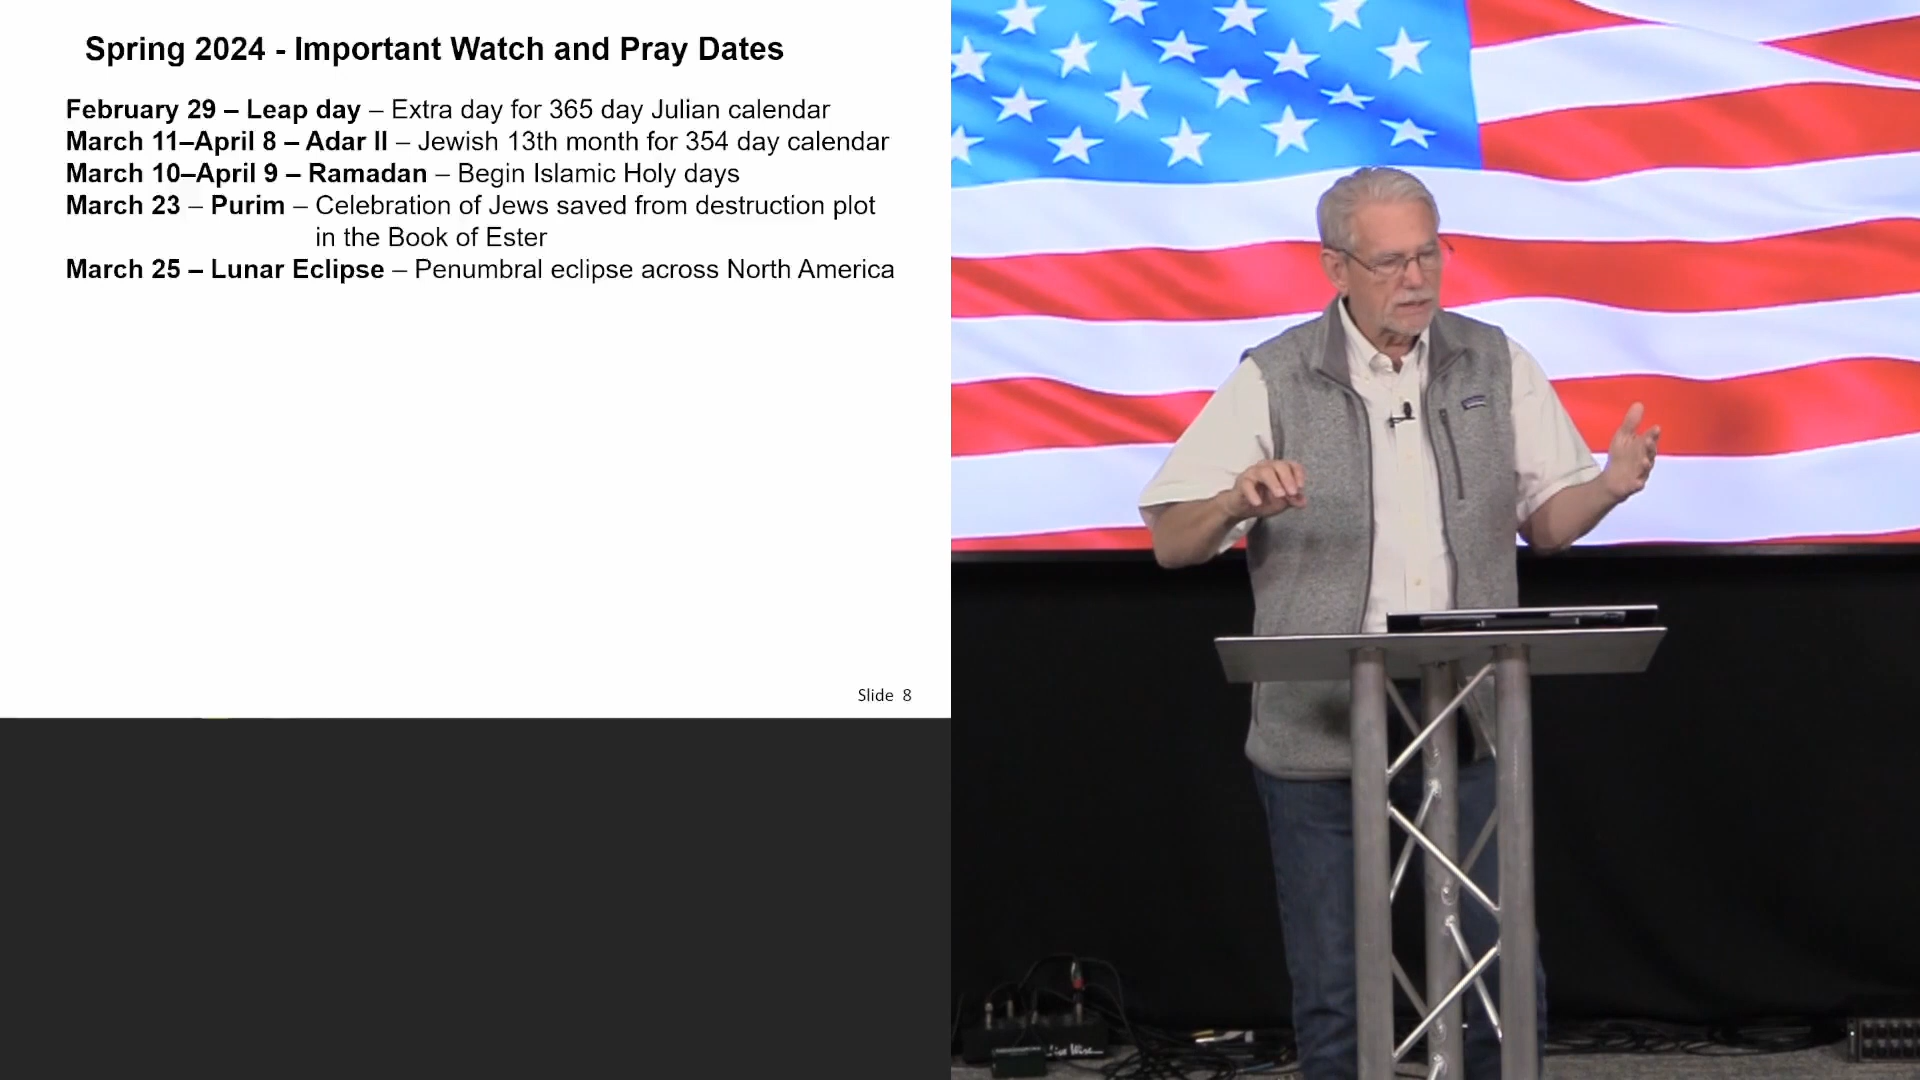 Spring 2024 - Important Watch and Pray Dates
February 29 – Leap day – Extra day for 365 day Julian calendar
March 11–April 8 – Adar II – Jewish 13th month for 354 day calendar
March 10–April 9 – Ramadan – Begin Islamic Holy days
March 23 – Purim – Celebration of Jews saved from destruction plot
in the Book of Ester
March 25 – Lunar Eclipse – Penumbral eclipse across North America
Slide 8
Live Wire